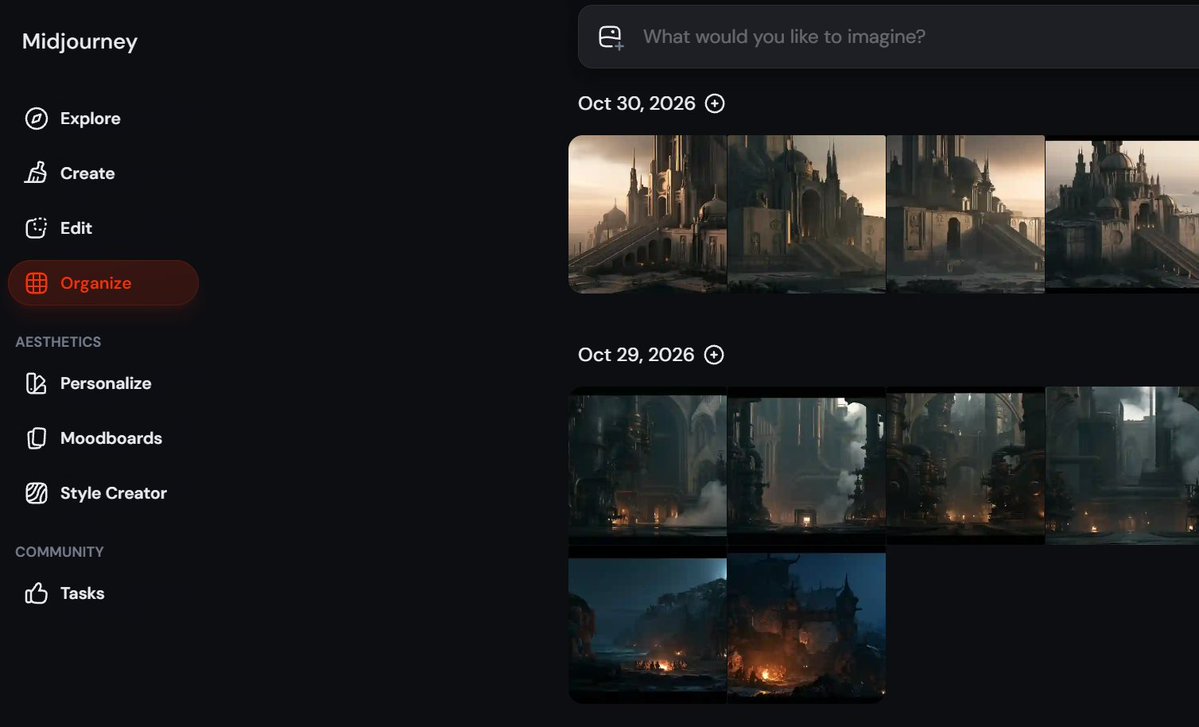 Midjourney
What would you like to imagine?
Explore
Create
Edit
Organize
AESTHETICS
Personalize
Moodboards
Style Creator
COMMUNITY
Tasks
Oct 30, 2026
Oct 29, 2026